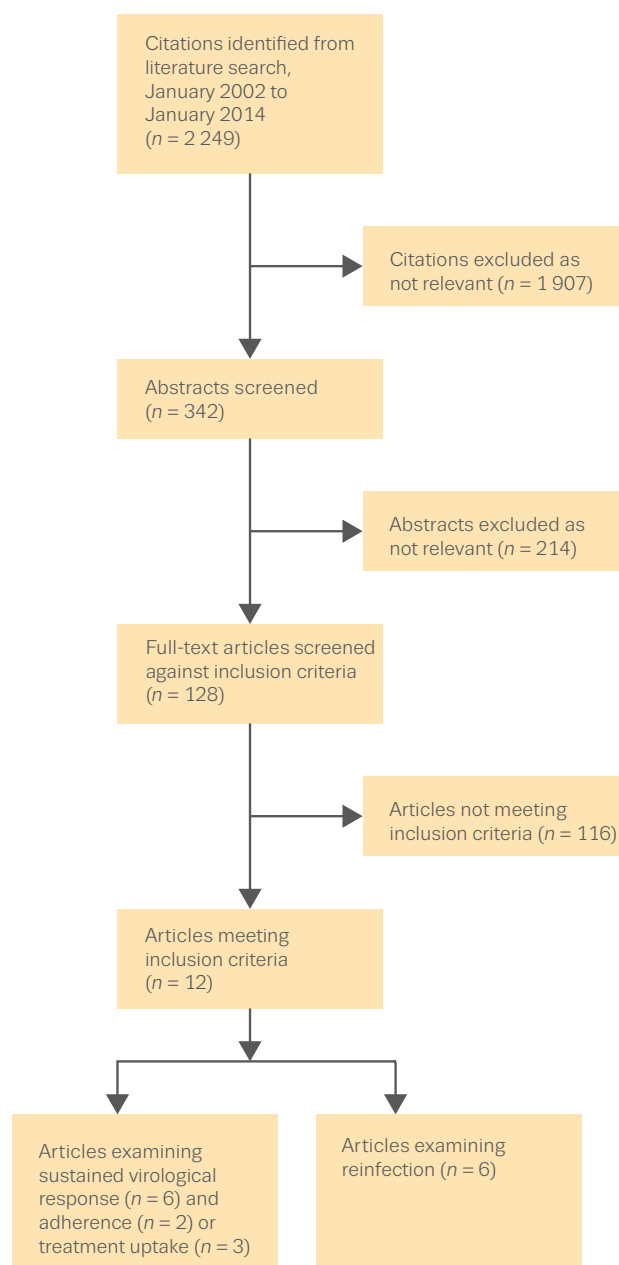 Citations identified from
literature search,
January 2002 to
January 2014
(n = 2 249)
Citations excluded as
not relevant (n = 1 907)
Abstracts screened
(n = 342)
Abstracts excluded as
not relevant (n = 214)
Full-text articles screened
against inclusion criteria
(n = 128)
Articles not meeting
inclusion criteria (n = 116)
Articles meeting
inclusion criteria
(n = 12)
Articles examining
sustained virological
response (n = 6) and
adherence (n = 2) or
treatment uptake (n = 3)
Articles examining
reinfection (n = 6)